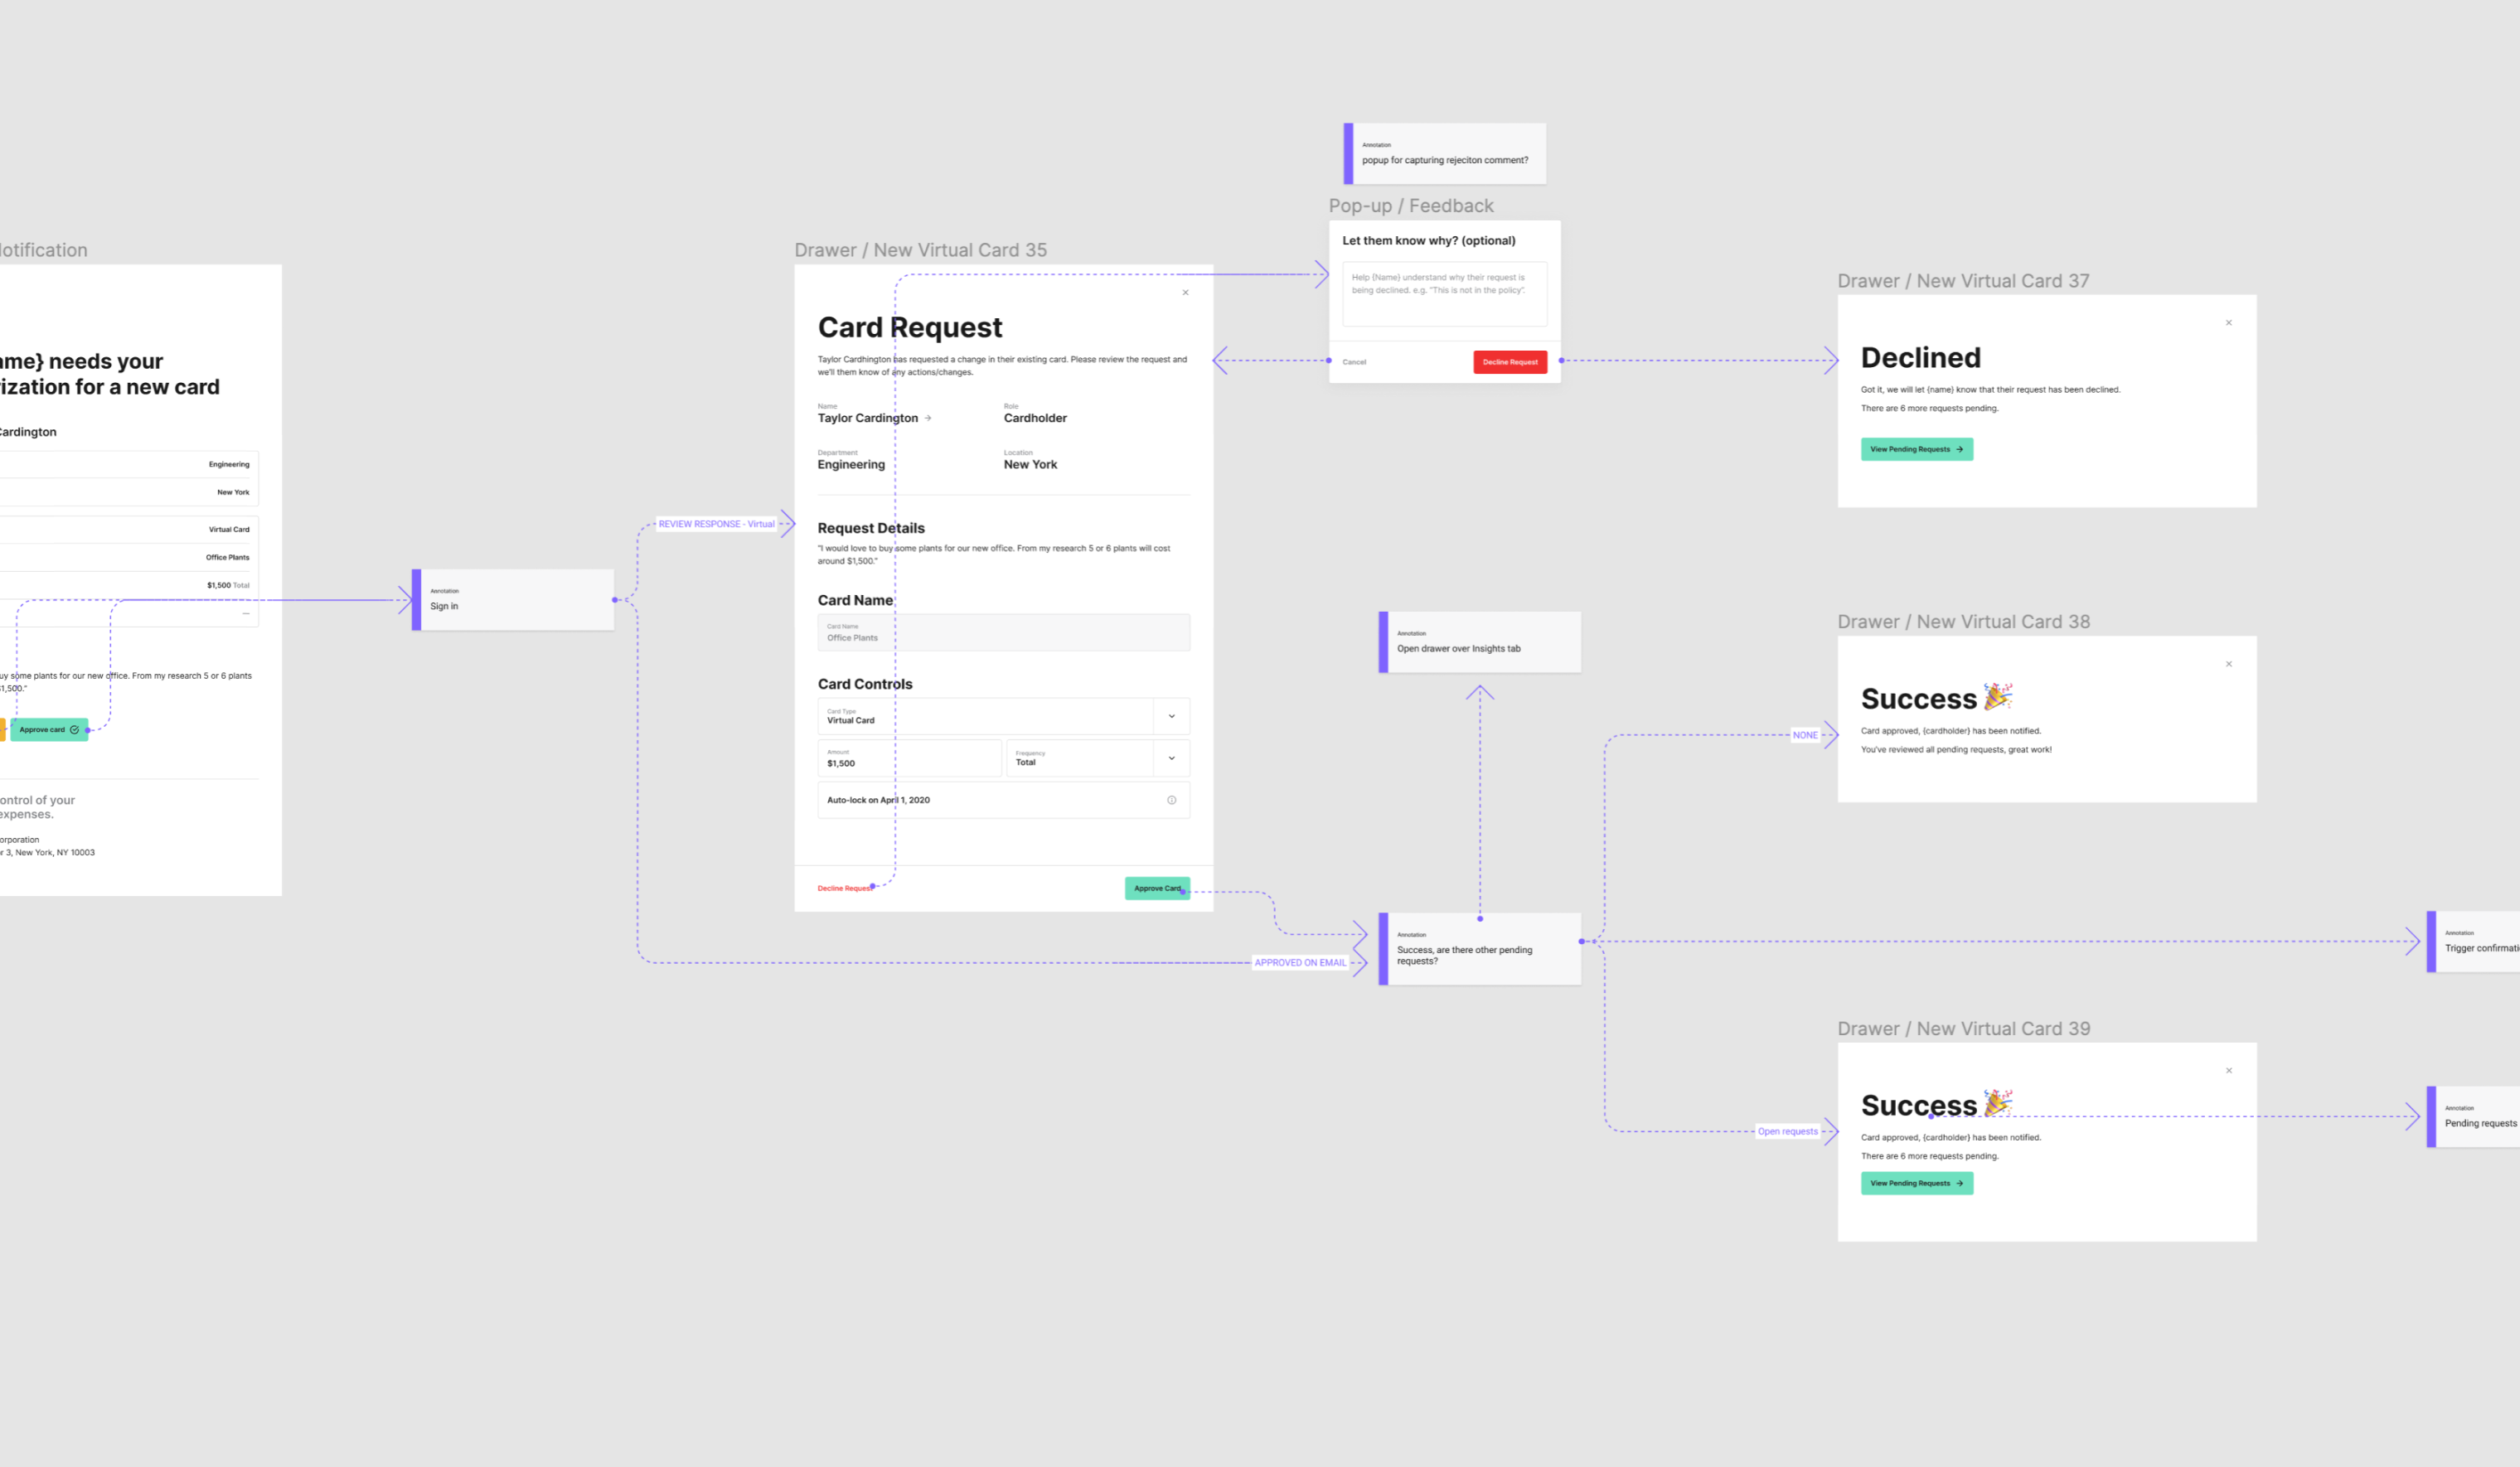 Notification
ame} needs your
ization for a new card
Cardington
Engineering
New York
Virtual Card
Office Plants
$1,500 Total
—
uy some plants for our new office. From my research 5 or 6 plants
$1,500."
Approve card
ontrol of your
expenses.
orporation
r 3, New York, NY 10003
Annotation
Sign in
REVIEW RESPONSE - Virtual
APPROVED ON EMAIL
Drawer / New Virtual Card 35
Card Request
Taylor Cardhington has requested a change in their existing card. Please review the request and
we'll them know of any actions/changes.
Name
Taylor Cardington
Role
Cardholder
Department
Engineering
Location
New York
Request Details
"I would love to buy some plants for our new office. From my research 5 or 6 plants will cost
around $1,500."
Card Name
Card Name
Office Plants
Card Controls
Card Type
Virtual Card
Amount
$1,500
Frequency
Total
Auto-lock on April 1, 2020
Decline Request
Approve Card
Annotation
popup for capturing rejeciton comment?
Pop-up / Feedback
Let them know why? (optional)
Help {Name} understand why their request is
being declined. e.g. "This is not in the policy".
Cancel
Decline Request
Annotation
Open drawer over Insights tab
Annotation
Success, are there other pending
requests?
NONE
Open requests
Drawer / New Virtual Card 37
Declined
Got it, we will let {name} know that their request has been declined.
There are 6 more requests pending.
View Pending Requests
Drawer / New Virtual Card 38
Success
Card approved, {cardholder} has been notified.
You've reviewed all pending requests, great work!
Drawer / New Virtual Card 39
Success
Card approved, {cardholder} has been notified.
There are 6 more requests pending.
View Pending Requests
Annotation
Trigger confirmati
Annotation
Pending requests